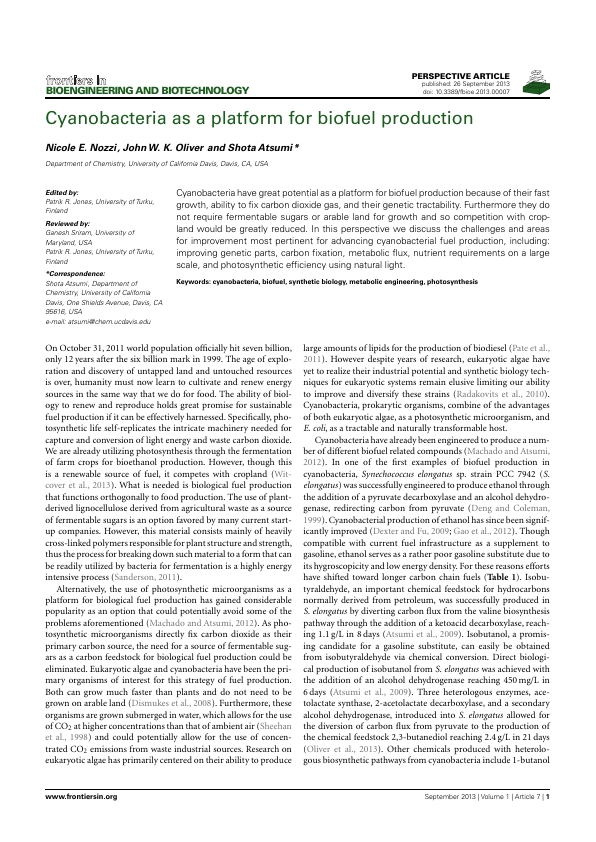 frontiers in
BIOENGINEERING AND BIOTECHNOLOGY
PERSPECTIVE ARTICLE
published: 26 September 2013
doi: 10.3389/fbioe.2013.00007
Cyanobacteria as a platform for biofuel production
Nicole E. Nozzi, John W. K. Oliver and Shota Atsumi*
Department of Chemistry, University of California Davis, Davis, CA, USA
Edited by:
Patrik R. Jones, University of Turku,
Finland
Reviewed by:
Ganesh Sriram, University of
Maryland, USA
Patrik R. Jones, University of Turku,
Finland
*Correspondence:
Shota Atsumi, Department of
Chemistry, University of California
Davis, One Shields Avenue, Davis, CA
95616, USA
e-mail: atsumi@chem.ucdavis.edu
Cyanobacteria have great potential as a platform for biofuel production because of their fast
growth, ability to fix carbon dioxide gas, and their genetic tractability. Furthermore they do
not require fermentable sugars or arable land for growth and so competition with crop-
land would be greatly reduced. In this perspective we discuss the challenges and areas
for improvement most pertinent for advancing cyanobacterial fuel production, including:
improving genetic parts, carbon fixation, metabolic flux, nutrient requirements on a large
scale, and photosynthetic efficiency using natural light.
Keywords: cyanobacteria, biofuel, synthetic biology, metabolic engineering, photosynthesis
On October 31, 2011 world population officially hit seven billion,
only 12 years after the six billion mark in 1999. The age of explo-
ration and discovery of untapped land and untouched resources
is over, humanity must now learn to cultivate and renew energy
sources in the same way that we do for food. The ability of biol-
ogy to renew and reproduce holds great promise for sustainable
fuel production if it can be effectively harnessed. Specifically, pho-
tosynthetic life self-replicates the intricate machinery needed for
capture and conversion of light energy and waste carbon dioxide.
We are already utilizing photosynthesis through the fermentation
of farm crops for bioethanol production. However, though this
is a renewable source of fuel, it competes with cropland (Wit-
cover et al., 2013). What is needed is biological fuel production
that functions orthogonally to food production. The use of plant-
derived lignocellulose derived from agricultural waste as a source
of fermentable sugars is an option favored by many current start-
up companies. However, this material consists mainly of heavily
cross-linked polymers responsible for plant structure and strength,
thus the process for breaking down such material to a form that can
be readily utilized by bacteria for fermentation is a highly energy
intensive process (Sanderson, 2011).
Alternatively, the use of photosynthetic microorganisms as a
platform for biological fuel production has gained considerable
popularity as an option that could potentially avoid some of the
problems aforementioned (Machado and Atsumi, 2012). As pho-
tosynthetic microorganisms directly fix carbon dioxide as their
primary carbon source, the need for a source of fermentable sug-
ars as a carbon feedstock for biological fuel production could be
eliminated. Eukaryotic algae and cyanobacteria have been the pri-
mary organisms of interest for this strategy of fuel production.
Both can grow much faster than plants and do not need to be
grown on arable land (Dismukes et al., 2008). Furthermore, these
organisms are grown submerged in water, which allows for the use
of CO2 at higher concentrations than that of ambient air (Sheehan
et al., 1998) and could potentially allow for the use of concen-
trated CO2 emissions from waste industrial sources. Research on
eukaryotic algae has primarily centered on their ability to produce
large amounts of lipids for the production of biodiesel (Pate et al.,
2011). However despite years of research, eukaryotic algae have
yet to realize their industrial potential and synthetic biology tech-
niques for eukaryotic systems remain elusive limiting our ability
to improve and diversify these strains (Radakovits et al., 2010).
Cyanobacteria, prokaryotic organisms, combine of the advantages
of both eukaryotic algae, as a photosynthetic microorganism, and
E. coli, as a tractable and naturally transformable host.
Cyanobacteria have already been engineered to produce a num-
ber of different biofuel related compounds (Machado and Atsumi,
2012). In one of the first examples of biofuel production in
cyanobacteria, Synechococcus elongatus sp. strain PCC 7942 (S.
elongatus) was successfully engineered to produce ethanol through
the addition of a pyruvate decarboxylase and an alcohol dehydro-
genase, redirecting carbon from pyruvate (Deng and Coleman,
1999). Cyanobacterial production of ethanol has since been signif-
icantly improved (Dexter and Fu, 2009; Gao et al., 2012). Though
compatible with current fuel infrastructure as a supplement to
gasoline, ethanol serves as a rather poor gasoline substitute due to
its hygroscopicity and low energy density. For these reasons efforts
have shifted toward longer carbon chain fuels (Table 1). Isobu-
tyraldehyde, an important chemical feedstock for hydrocarbons
normally derived from petroleum, was successfully produced in
S. elongatus by diverting carbon flux from the valine biosynthesis
pathway through the addition of a ketoacid decarboxylase, reach-
ing 1.1 g/L in 8 days (Atsumi et al., 2009). Isobutanol, a promis-
ing candidate for a gasoline substitute, can easily be obtained
from isobutyraldehyde via chemical conversion. Direct biologi-
cal production of isobutanol from S. elongatus was achieved with
the addition of an alcohol dehydrogenase reaching 450 mg/L in
6 days (Atsumi et al., 2009). Three heterologous enzymes, ace-
tolactate synthase, 2-acetolactate decarboxylase, and a secondary
alcohol dehydrogenase, introduced into S. elongatus allowed for
the diversion of carbon flux from pyruvate to the production of
the chemical feedstock 2,3-butanediol reaching 2.4 g/L in 21 days
(Oliver et al., 2013). Other chemicals produced with heterolo-
gous biosynthetic pathways from cyanobacteria include 1-butanol
www.frontiersin.org
September 2013 | Volume 1 | Article 7 | 1